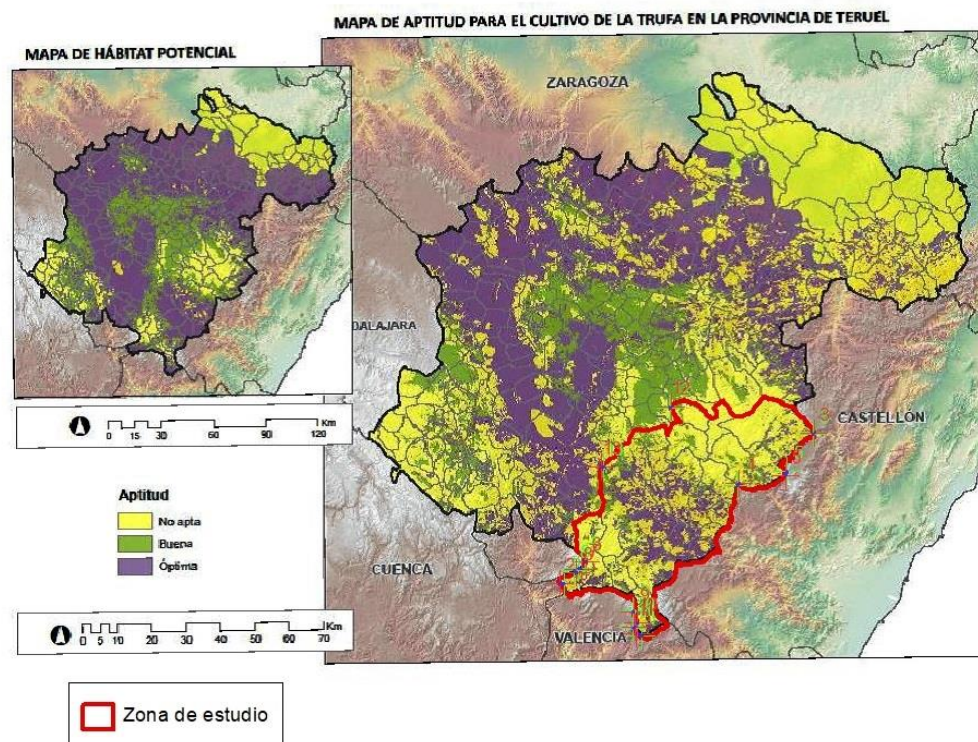 MAPA DE APTITUD PARA EL CULTIVO DE LA TRUFA EN LA PROVINCIA DE TERUEL
MAPA DE HÁBITAT POTENCIAL
ZARAGOZA
DALAJARA
CASTELLÓN
CUENCA
VALENCIA
0 15 30 60 90 120 Km
Aptitud
No apta
Buena
Óptima
0 5 10 20 30 40 50 60 70 Km
Zona de estudio